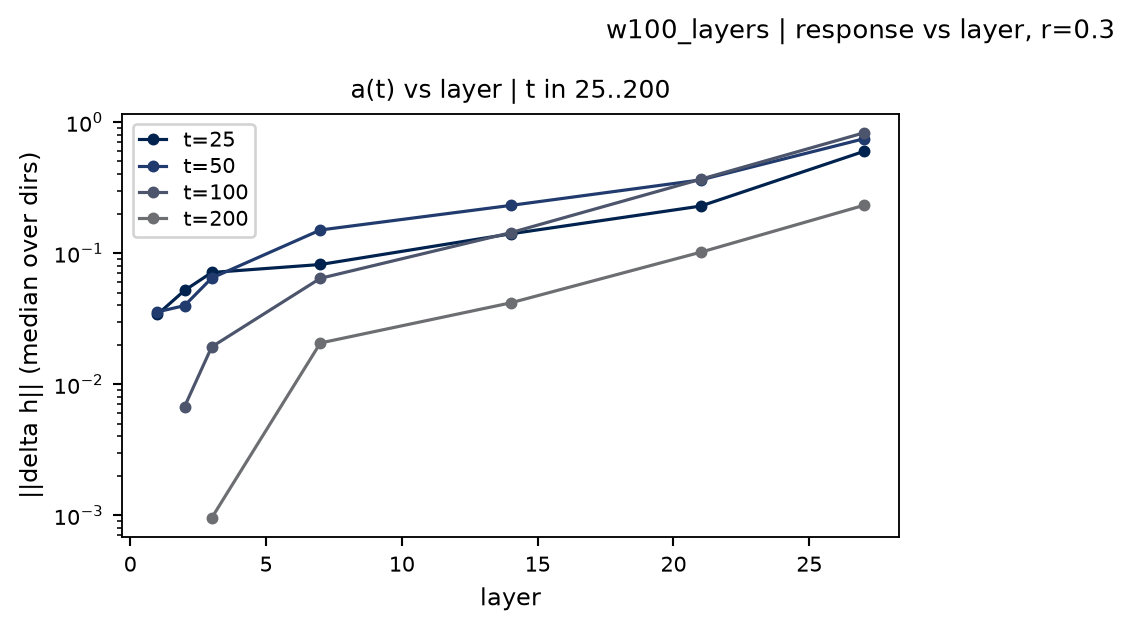 w100_layers | response vs layer, r=0.3
a(t) vs layer | t in 25..200
10⁰
10⁻¹
10⁻²
10⁻³
||delta h|| (median over dirs)
t=25
t=50
t=100
t=200
0 5 10 15 20 25
layer